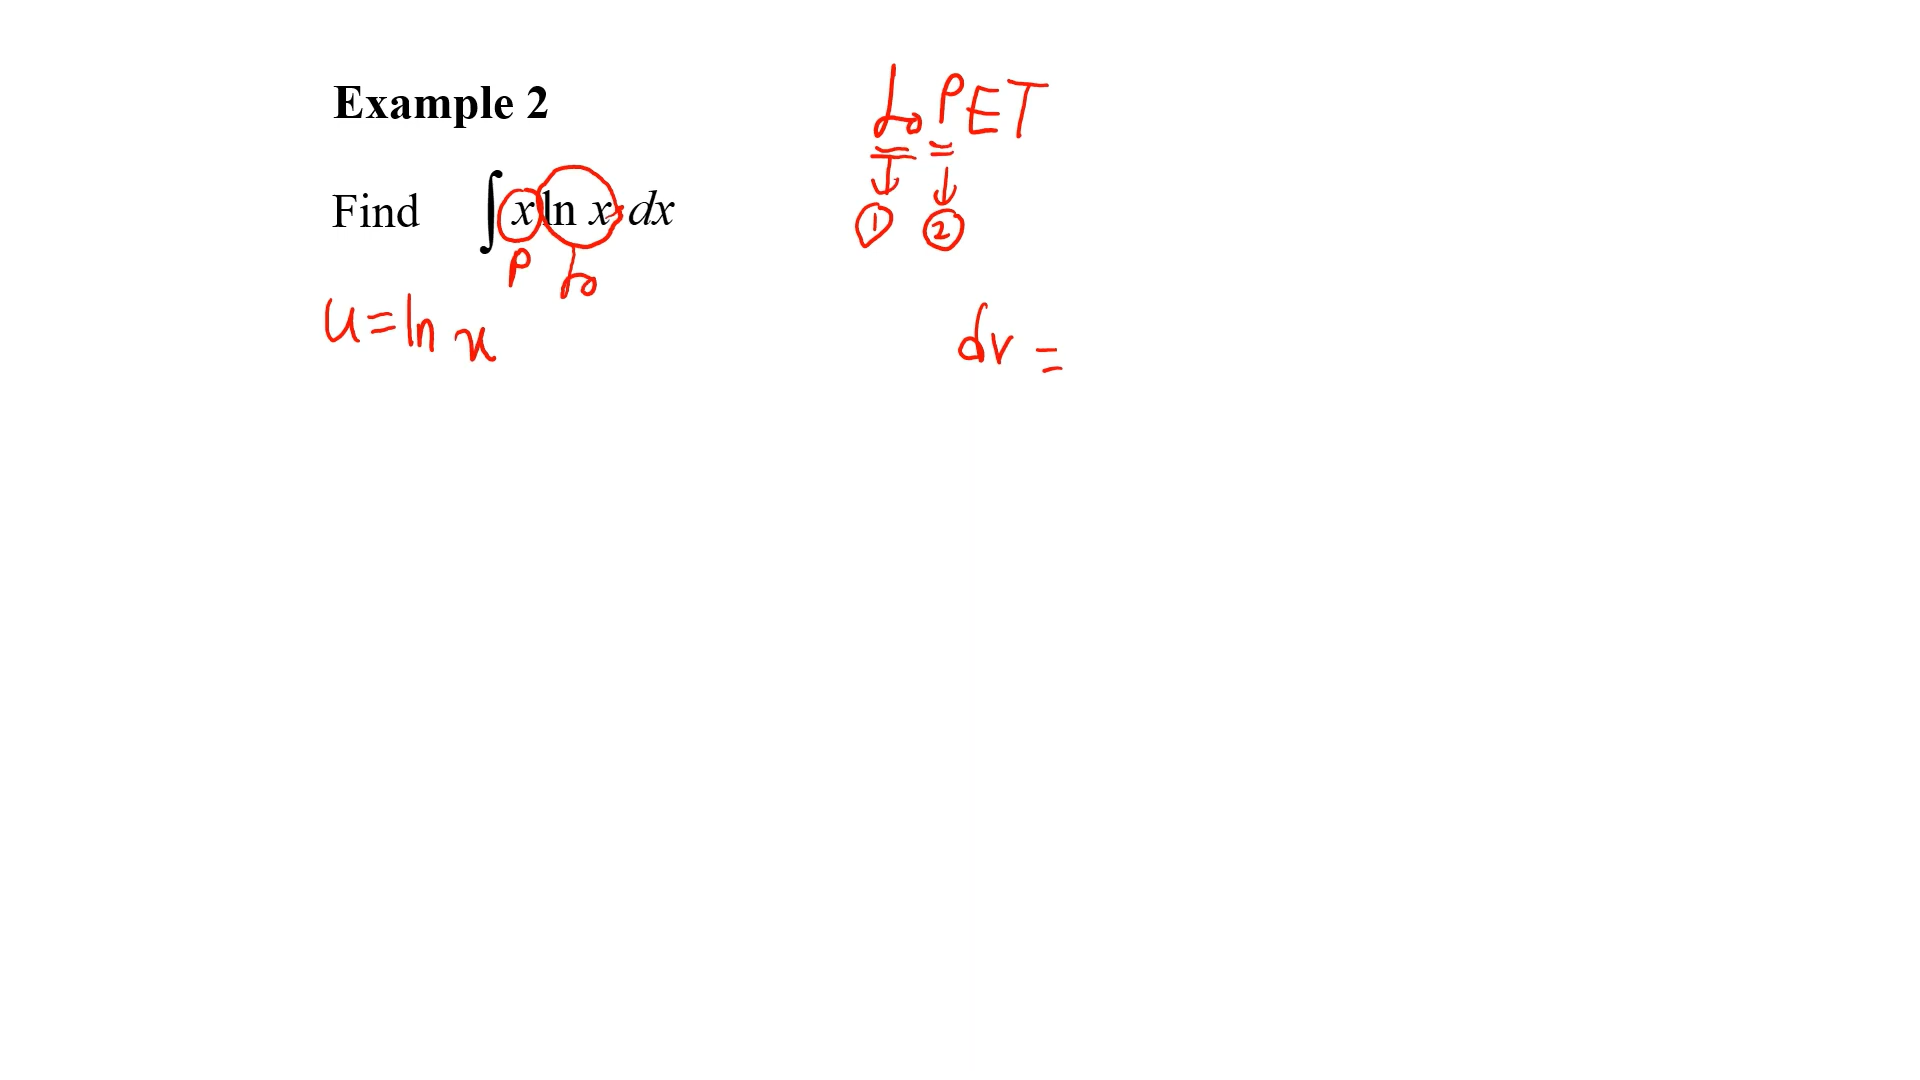 Example 2
LoPET
① ②
Find ∫ x ln x dx
P Lo
u = ln x
dv =